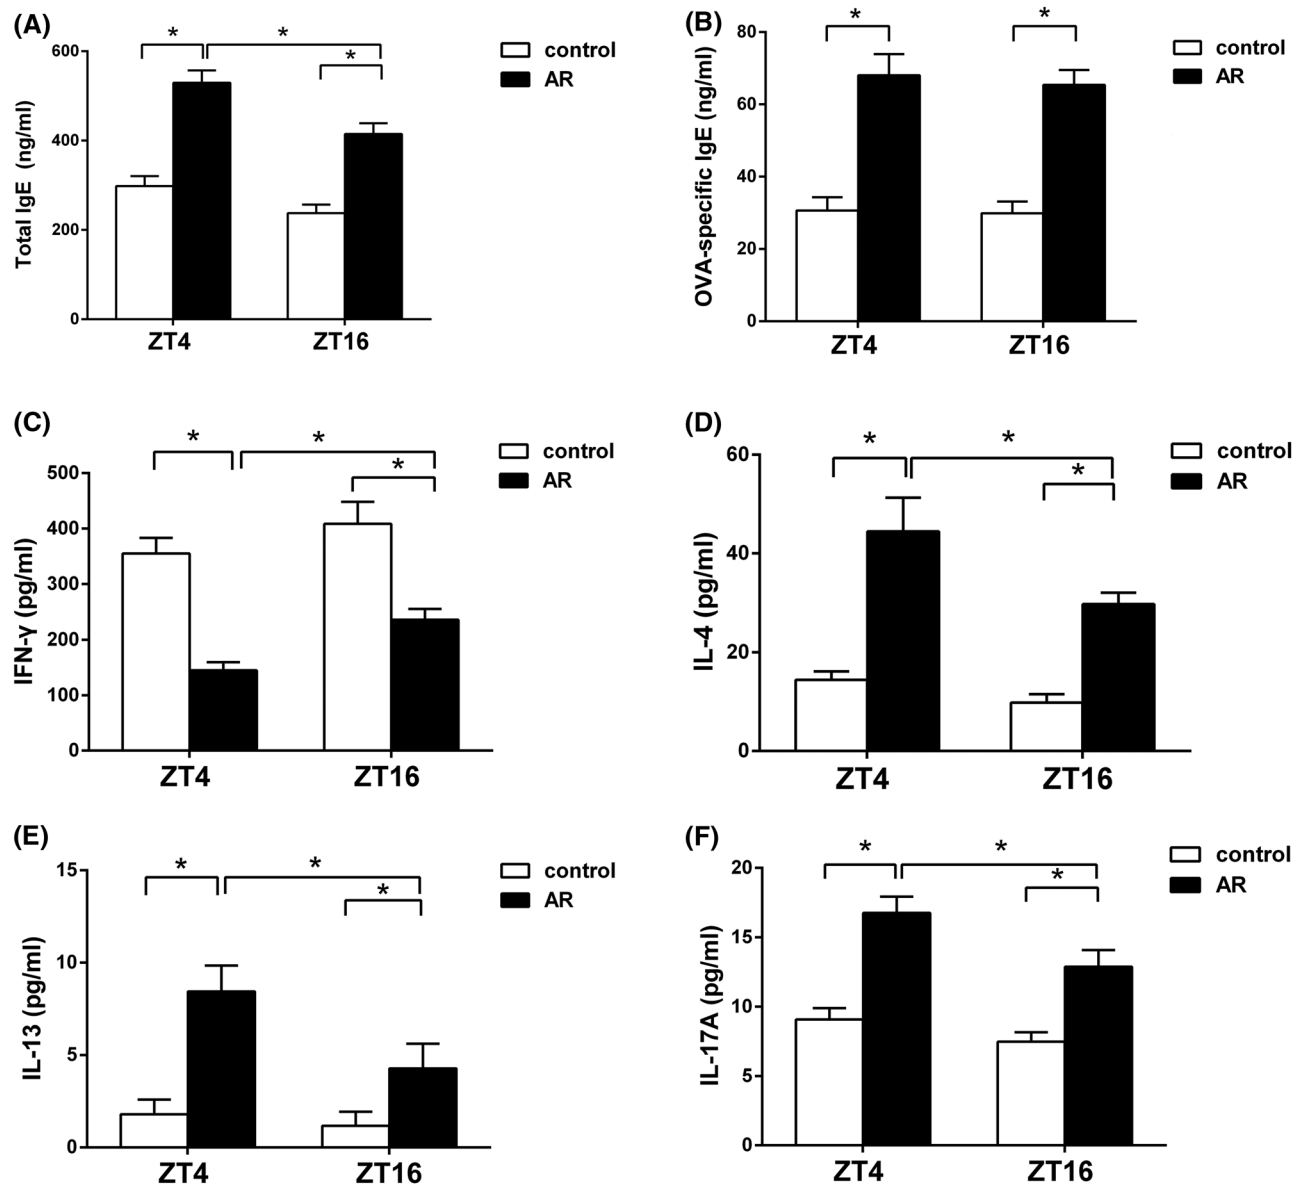 (A)
Total IgE (ng/ml)
600
400
200
0
* * *
control
AR
ZT4 ZT16
(B)
OVA-specific IgE (ng/ml)
80
60
40
20
0
* *
control
AR
ZT4 ZT16
(C)
IFN-γ (pg/ml)
500
400
300
200
100
0
* * *
control
AR
ZT4 ZT16
(D)
IL-4 (pg/ml)
60
40
20
0
* * *
control
AR
ZT4 ZT16
(E)
IL-13 (pg/ml)
15
10
5
0
* * *
control
AR
ZT4 ZT16
(F)
IL-17A (pg/ml)
20
15
10
5
0
* * *
control
AR
ZT4 ZT16